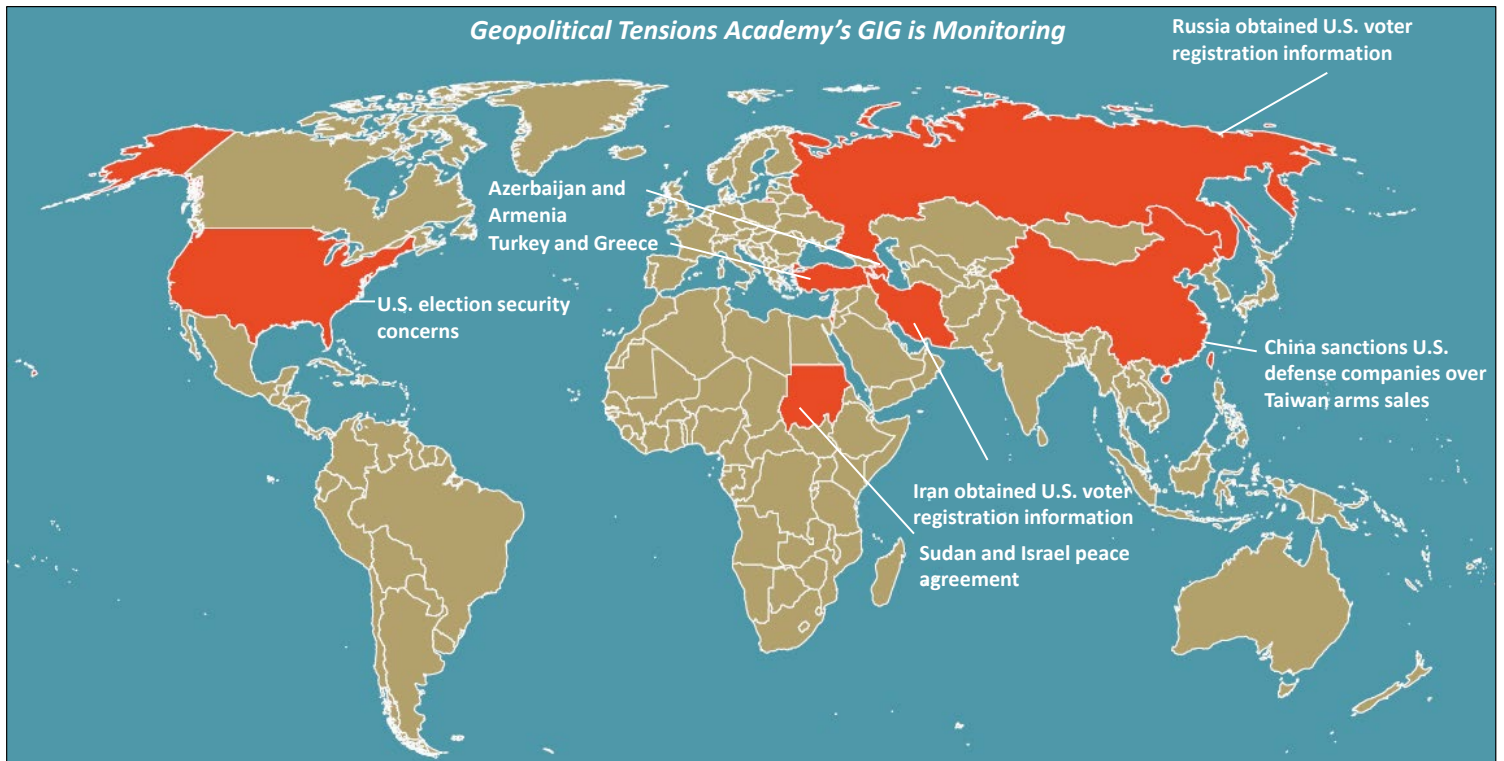 Geopolitical Tensions Academy's GIG is Monitoring
Russia obtained U.S. voter
registration information
Azerbaijan and
Armenia
Turkey and Greece
U.S. election security
concerns
China sanctions U.S.
defense companies over
Taiwan arms sales
Iran obtained U.S. voter
registration information
Sudan and Israel peace
agreement